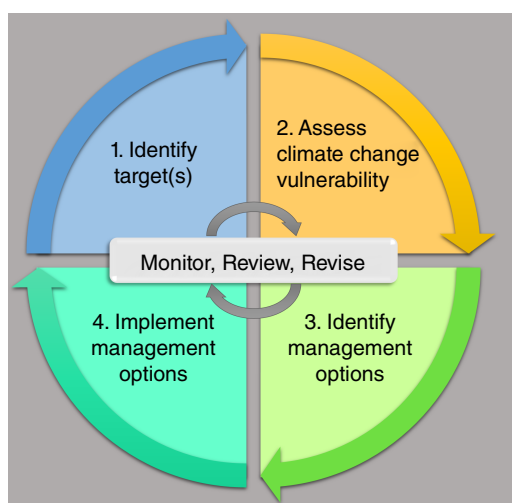 1. Identify
target(s)
2. Assess
climate change
vulnerability
Monitor, Review, Revise
4. Implement
management
options
3. Identify
management
options